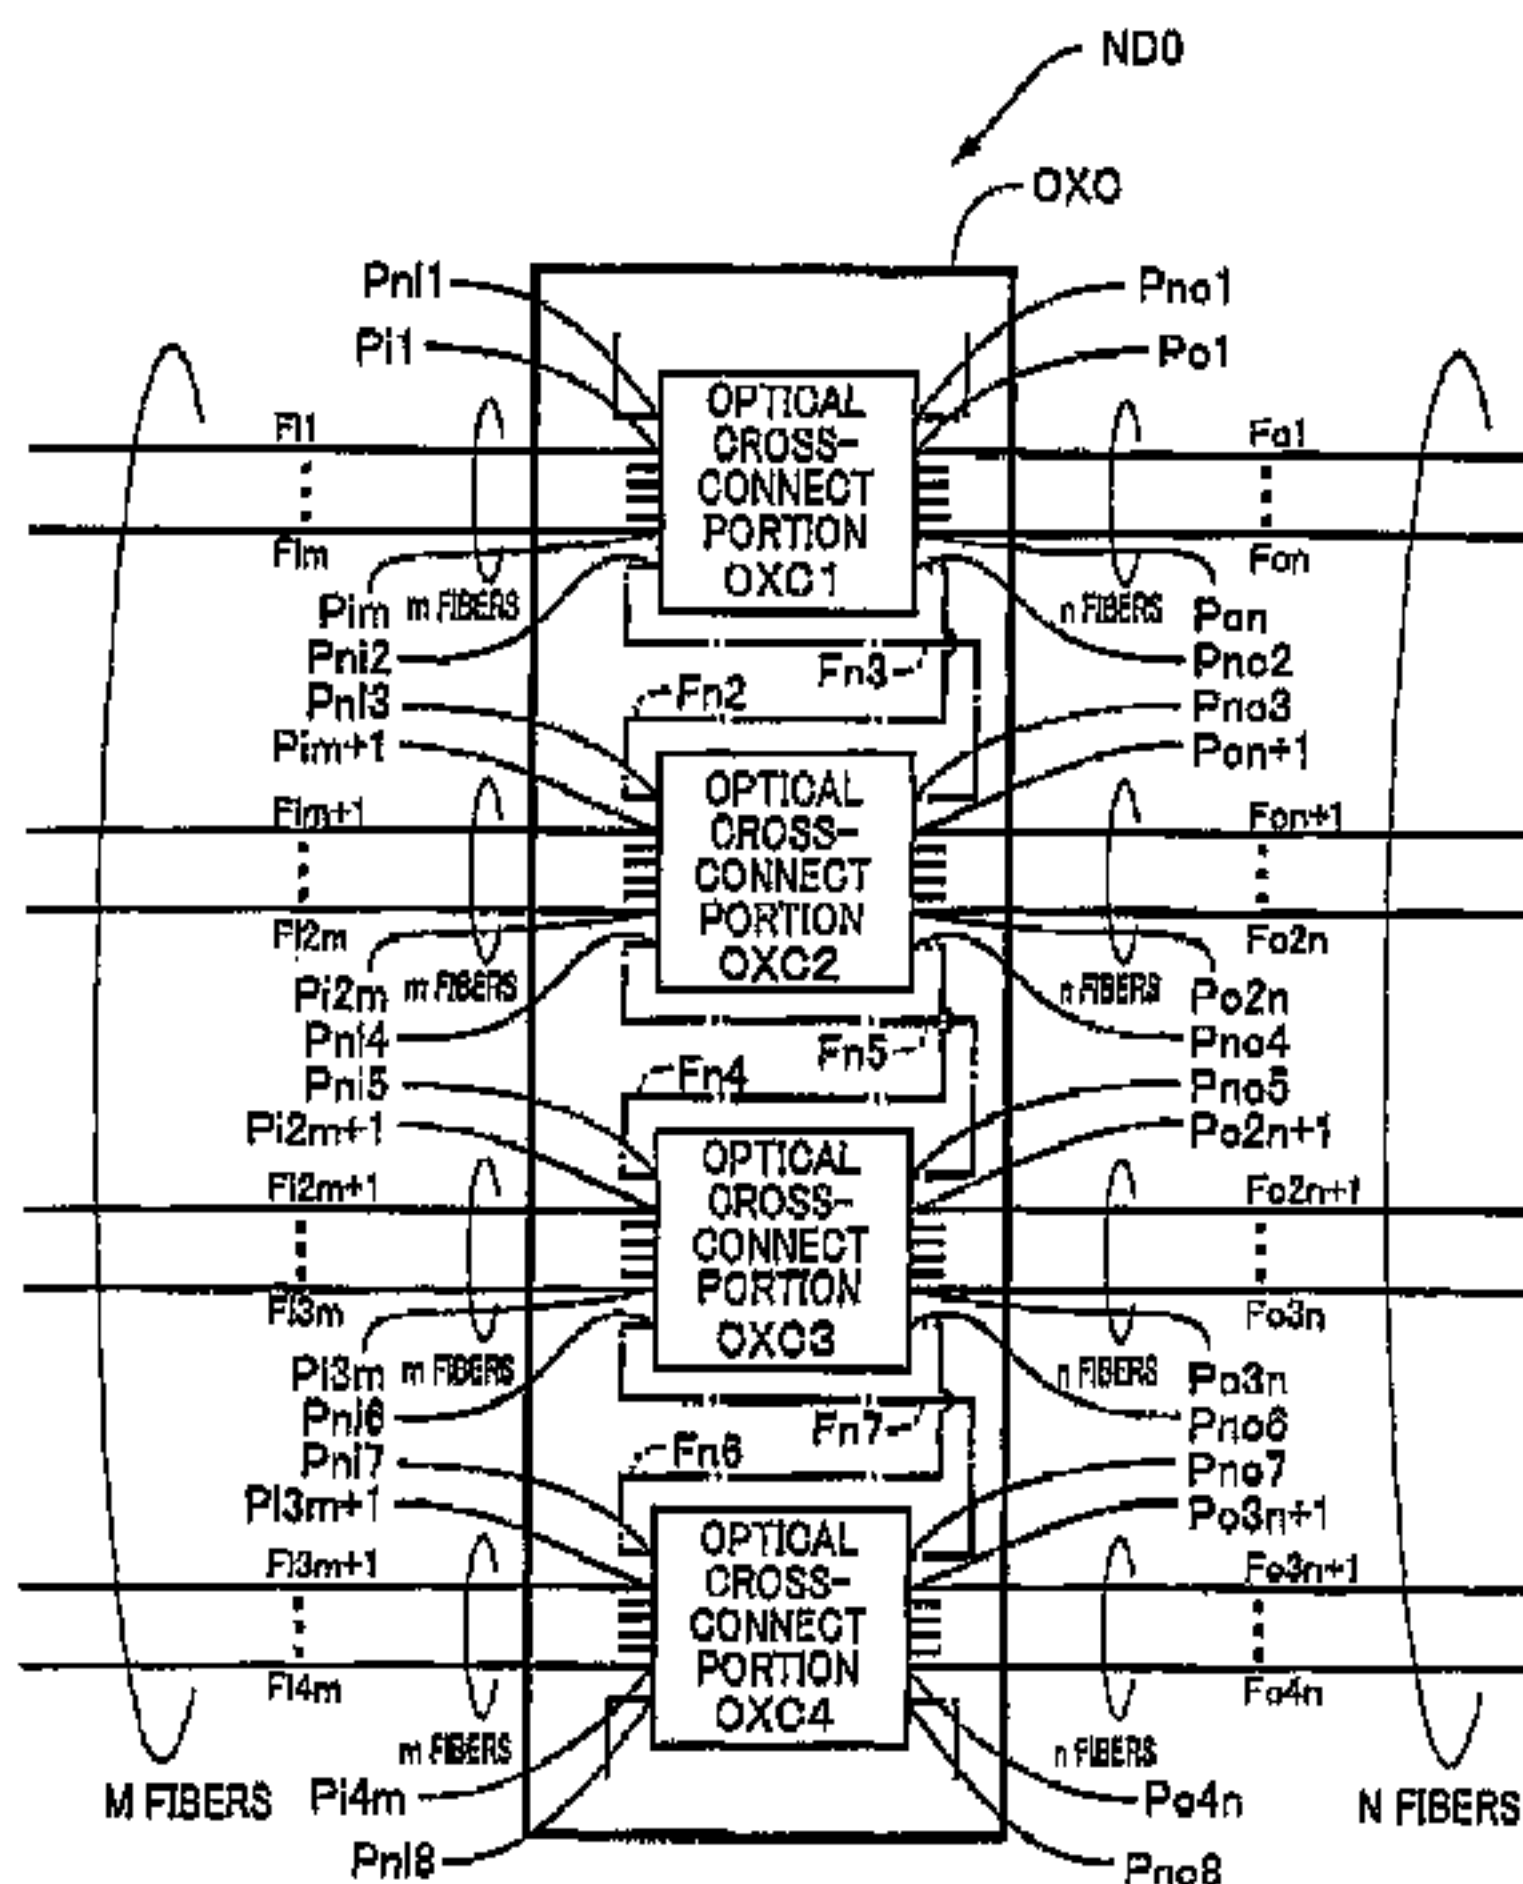 ND0
OXC
Pni1
Pno1
Pi1
Po1
OPTICAL
CROSS-
CONNECT
PORTION
OXC1
Fi1
Fo1
Fim
Fon
Pim
m FIBERS
n FIBERS
Pon
Pni2
Pno2
Fn3
Fn2
Pni3
Pno3
Pim+1
Pon+1
OPTICAL
CROSS-
CONNECT
PORTION
OXC2
Fim+1
Fon+1
Fi2m
Fo2n
Pi2m
m FIBERS
n FIBERS
Po2n
Pni4
Pno4
Fn5
Fn4
Pni5
Pno5
Pi2m+1
Po2n+1
OPTICAL
CROSS-
CONNECT
PORTION
OXC3
Fi2m+1
Fo2n+1
Fi3m
Fo3n
Pi3m
m FIBERS
n FIBERS
Po3n
Pni6
Pno6
Fn7
Fn6
Pni7
Pno7
Pi3m+1
Po3n+1
OPTICAL
CROSS-
CONNECT
PORTION
OXC4
Fi3m+1
Fo3n+1
Fi4m
Fo4n
m FIBERS
n FIBERS
M FIBERS
Pi4m
Po4n
N FIBERS
Pni8
Pno8